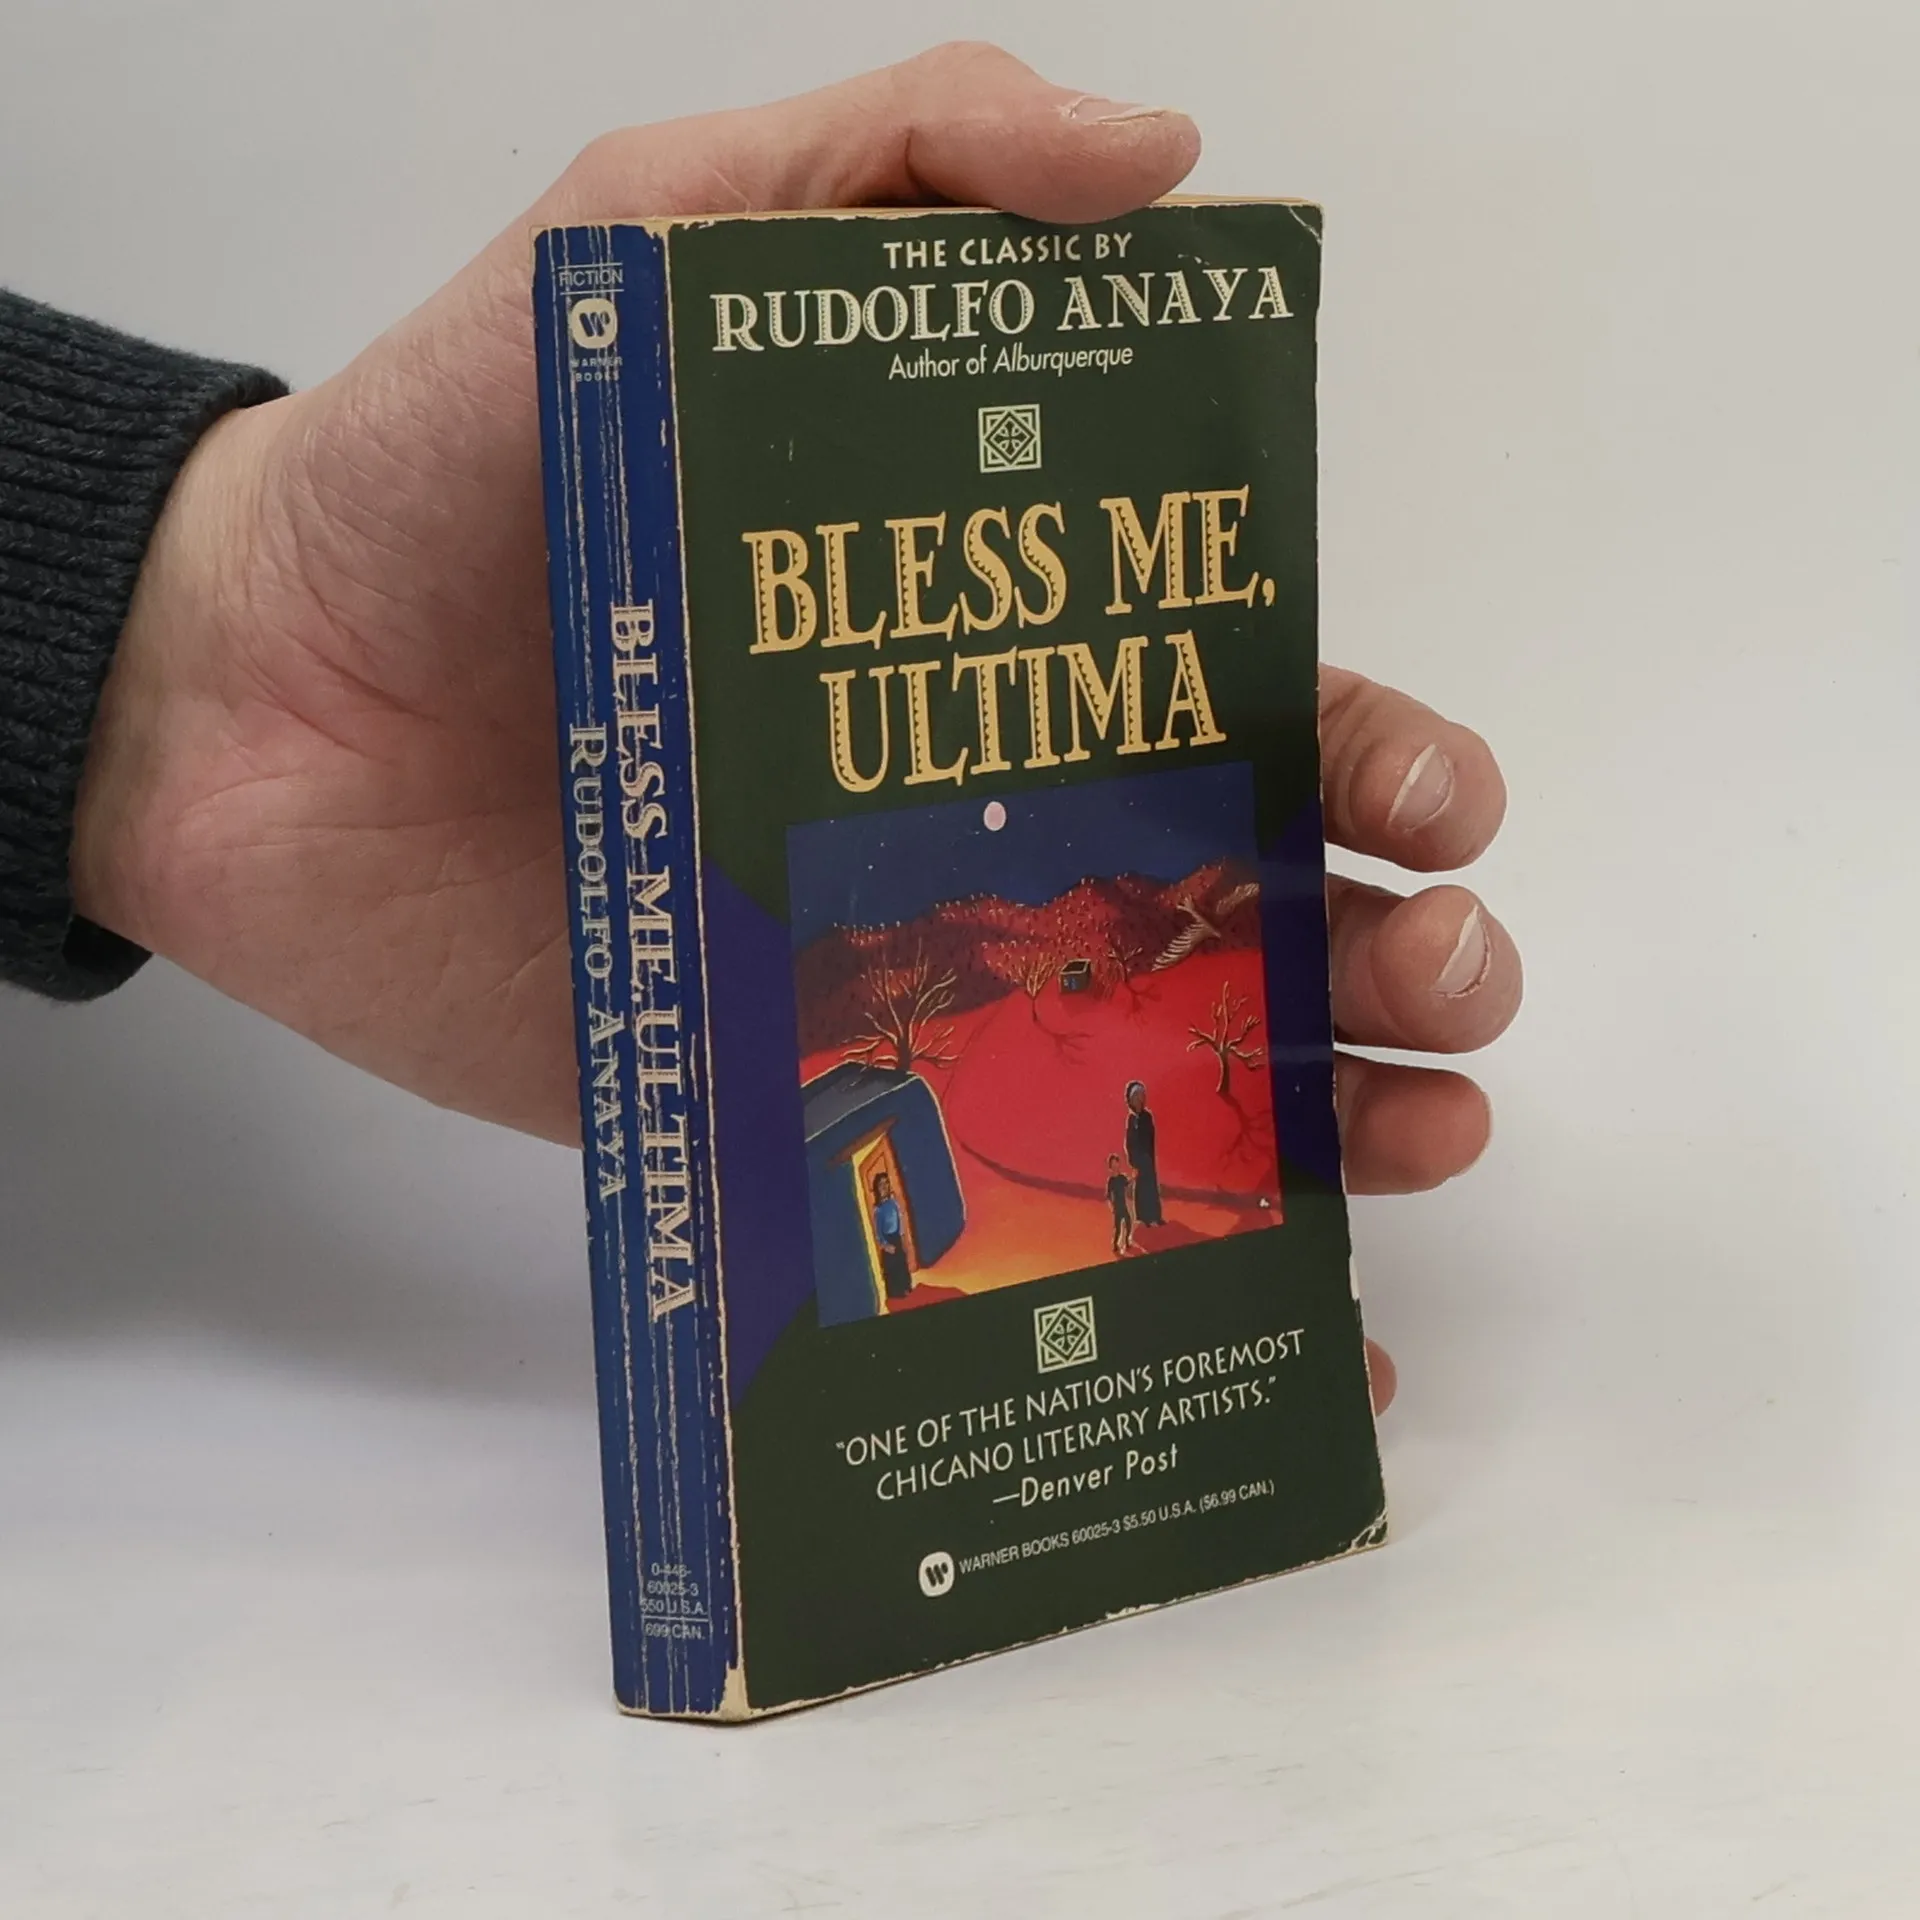 FICTION
WARNER
BOOKS
BLESS ME, ULTIMA
RUDOLFO ANAYA
0-446-
60025-3
550 U.S.A.
699 CAN.
THE CLASSIC BY
RUDOLFO ANAYA
Author of Alburquerque
BLESS ME,
ULTIMA
"ONE OF THE NATION'S FOREMOST
CHICANO LITERARY ARTISTS."
—Denver Post
WARNER BOOKS 60025-3 $5.50 U.S.A. ($6.99 CAN.)